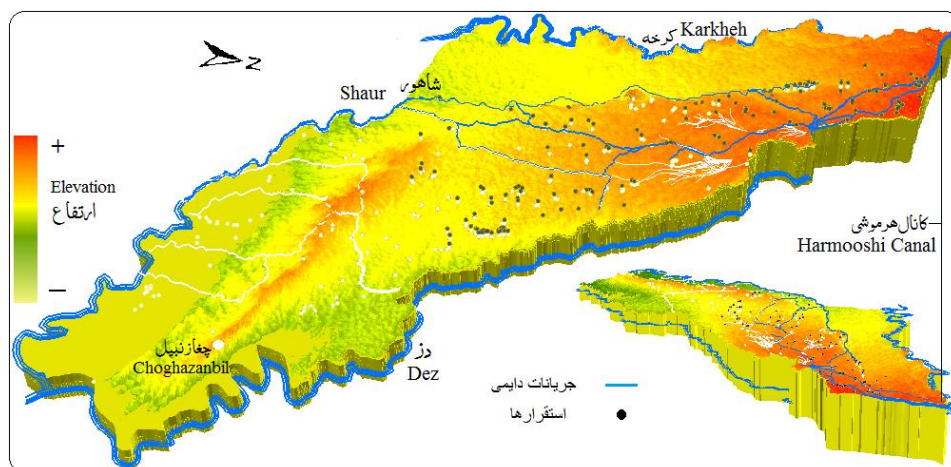 کرخه Karkheh
Z
Shaur شاهور
+
Elevation
ارتفاع
–
کانال هرموشی
Harmooshi Canal
چغازنبیل
Choghazanbil
دز
Dez
جریانات دایمی
استقرارها